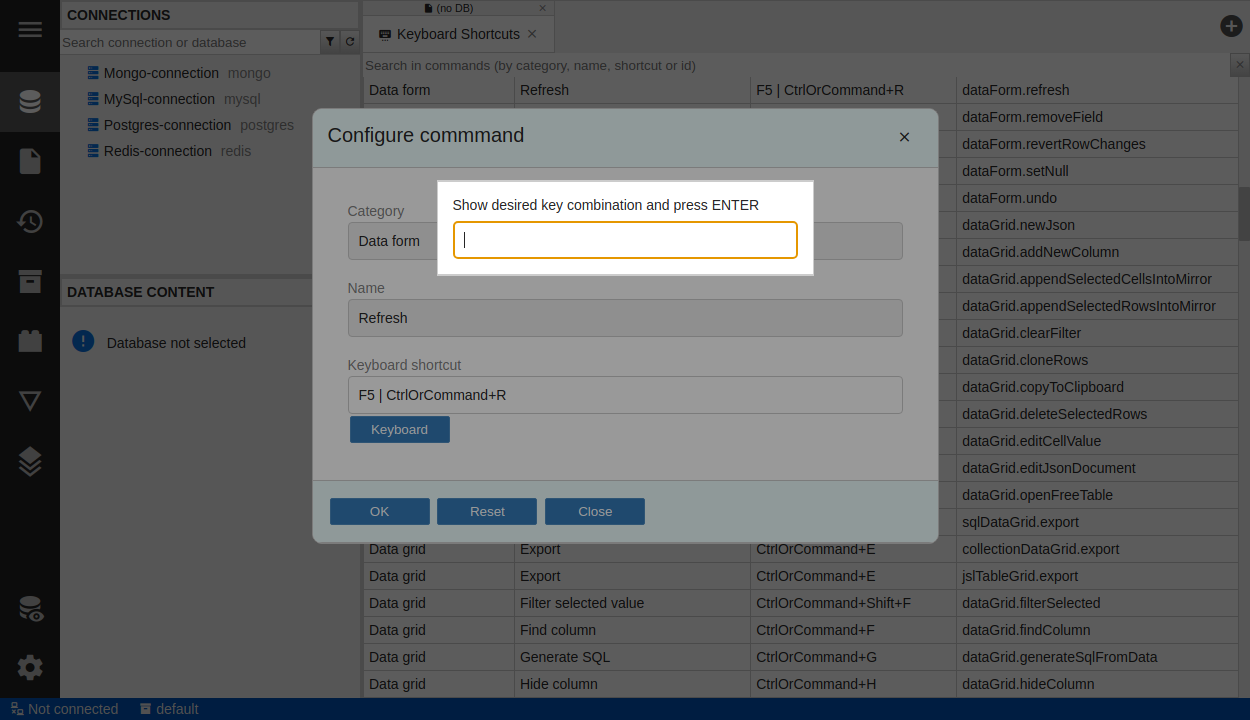 CONNECTIONS
Search connection or database
Mongo-connection mongo
MySql-connection mysql
Postgres-connection postgres
Redis-connection redis
DATABASE CONTENT
Database not selected
(no DB)
Keyboard Shortcuts
Search in commands (by category, name, shortcut or id)
Data form Refresh F5 | CtrlOrCommand+R dataForm.refresh
dataForm.removeField
dataForm.revertRowChanges
dataForm.setNull
dataForm.undo
dataGrid.newJson
dataGrid.addNewColumn
dataGrid.appendSelectedCellsIntoMirror
dataGrid.appendSelectedRowsIntoMirror
dataGrid.clearFilter
dataGrid.cloneRows
dataGrid.copyToClipboard
dataGrid.deleteSelectedRows
dataGrid.editCellValue
dataGrid.editJsonDocument
dataGrid.openFreeTable
sqlDataGrid.export
Data grid Export CtrlOrCommand+E collectionDataGrid.export
Data grid Export CtrlOrCommand+E jslTableGrid.export
Data grid Filter selected value CtrlOrCommand+Shift+F dataGrid.filterSelected
Data grid Find column CtrlOrCommand+F dataGrid.findColumn
Data grid Generate SQL CtrlOrCommand+G dataGrid.generateSqlFromData
Data grid Hide column CtrlOrCommand+H dataGrid.hideColumn
Configure commmand
Show desired key combination and press ENTER
Category
Data form
Name
Refresh
Keyboard shortcut
F5 | CtrlOrCommand+R
Keyboard
OK Reset Close
Not connected default